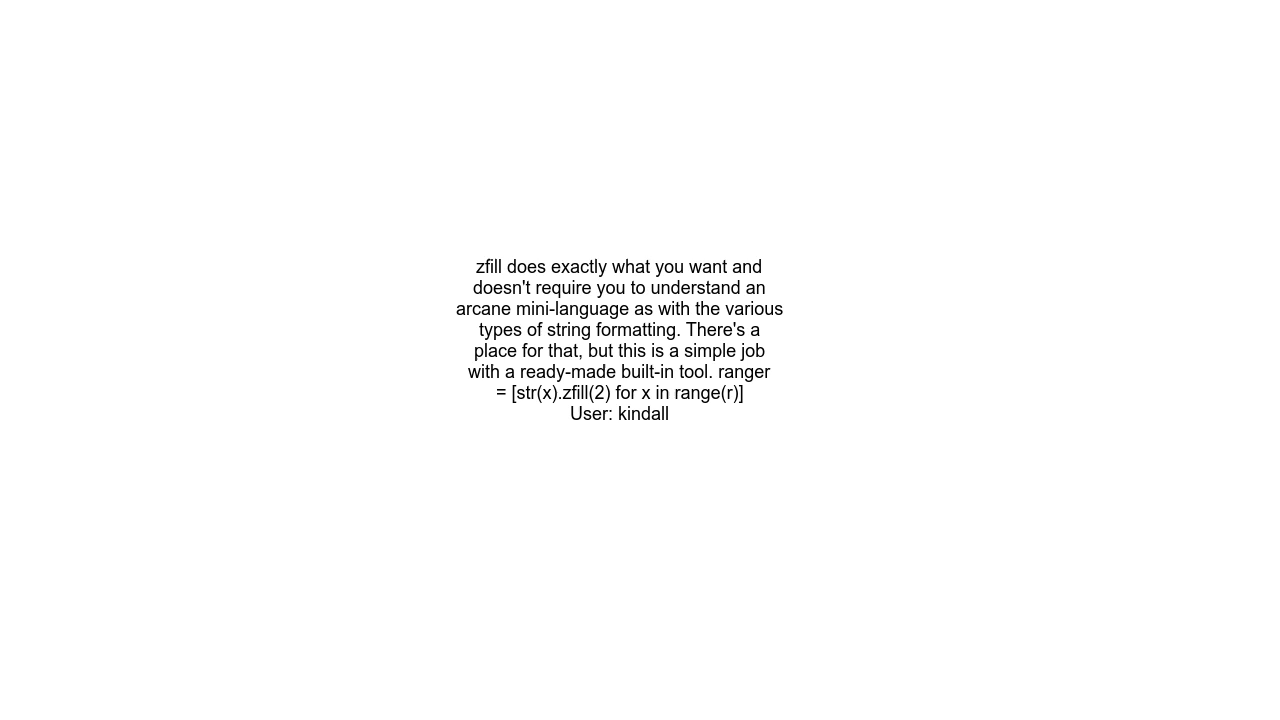 zfill does exactly what you want and
doesn't require you to understand an
arcane mini-language as with the various
types of string formatting. There's a
place for that, but this is a simple job
with a ready-made built-in tool. ranger
= [str(x).zfill(2) for x in range(r)]
User: kindall